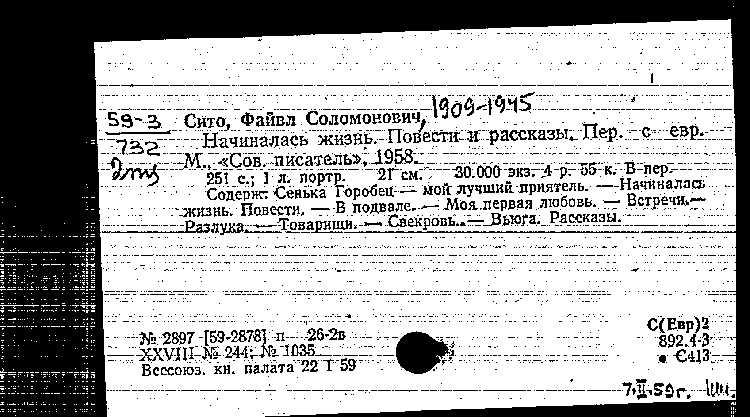 59-3 Сито, Файвл Соломонович, 1909-1945
732 Начиналась жизнь. Повести и рассказы. Пер. с евр.
М., «Сов. писатель», 1958.
251 с.; 1 л. портр. 21 см. 30.000 экз. 4 р. 55 к. В пер.
Содерж: Сенька Горобец — мой лучший приятель. — Начиналась
жизнь. Повести. — В подвале. — Моя первая любовь. — Встречи. —
Разлука. — Товарищи. — Свекровь. — Вьюга. Рассказы.
С(Евр)2
№ 2897 [59-2878] п 26-2в
892.4-3
XXVIII № 244; № 1035
С413
Всесоюз. кн. палата 22 I 59
7.II.59г.